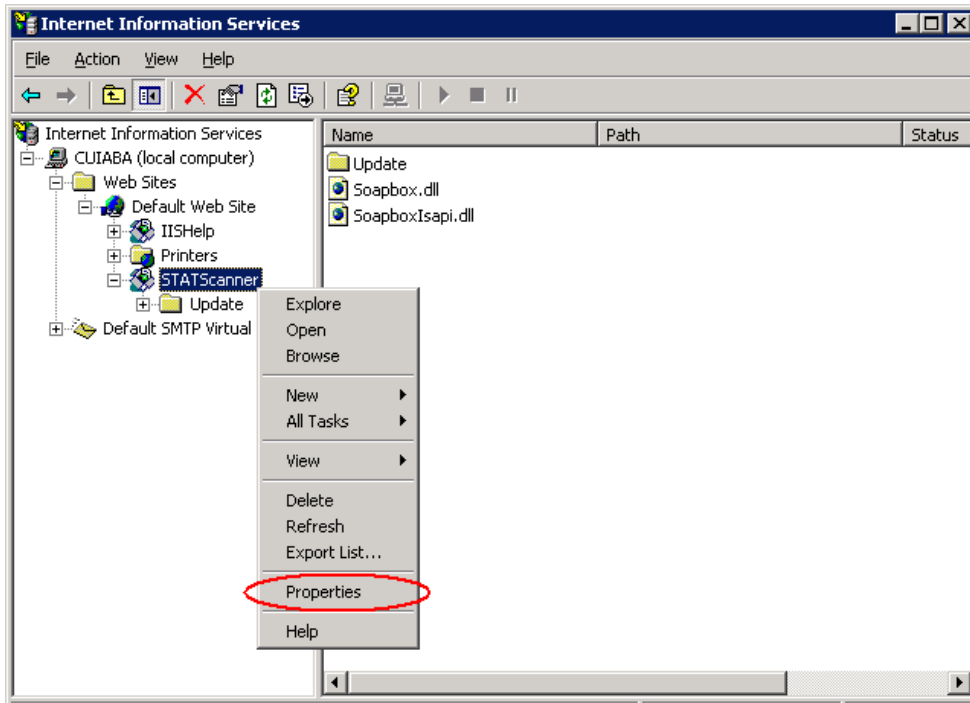 Internet Information Services
File Action View Help
Internet Information Services
CUIABA (local computer)
Web Sites
Default Web Site
IISHelp
Printers
STATScanner
Update
Default SMTP Virtual
Name Path Status
Update
Soapbox.dll
SoapboxIsapi.dll
Explore
Open
Browse
New
All Tasks
View
Delete
Refresh
Export List...
Properties
Help